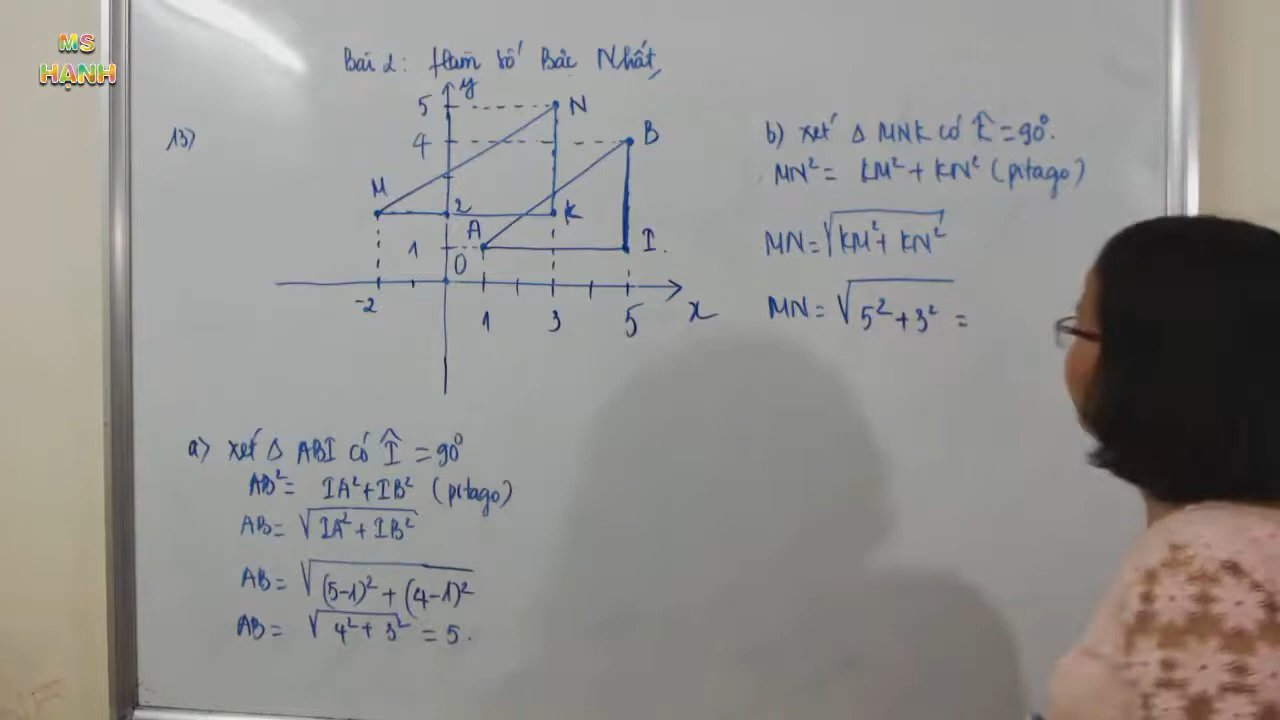 MS
HẠNH
Bài 2: Hàm số Bậc Nhất
13)
y
5
N
4
B
M
2
K
A
1
I.
O
-2
1
3
5
x
b) xét Δ MNK có K̂ = 90°.
MN² = KM² + KN² (pitago)
MN = √KM² + KN²
MN = √5² + 3² =
a) xét Δ ABI có Î = 90°
AB² = IA² + IB² (pitago)
AB = √IA² + IB²
AB = √(5-1)² + (4-1)²
AB = √4² + 3² = 5.